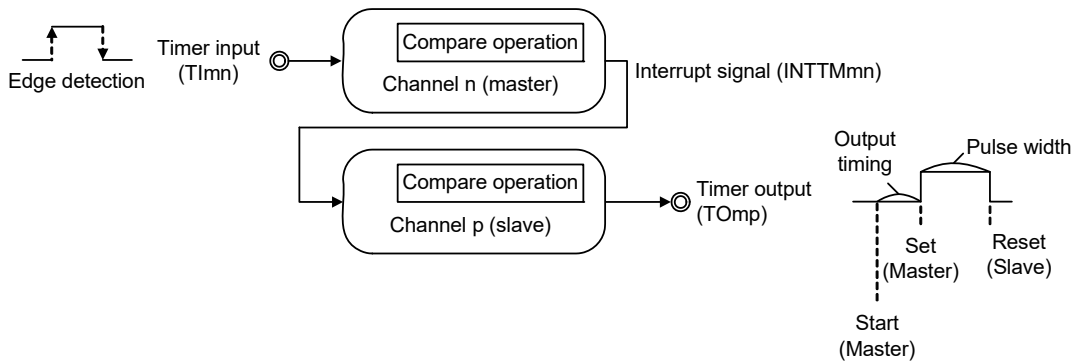 Compare operation
Timer input
(TImn)
Edge detection
Channel n (master)
Interrupt signal (INTTMmn)
Compare operation
Channel p (slave)
Timer output
(TOmp)
Output
timing
Pulse width
Set
(Master)
Reset
(Slave)
Start
(Master)